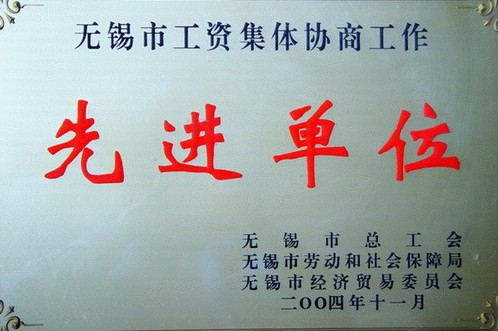 无锡市工资集体协商工作
先进单位
无锡市总工会
无锡市劳动和社会保障局
无锡市经济贸易委员会
二〇〇四年十一月